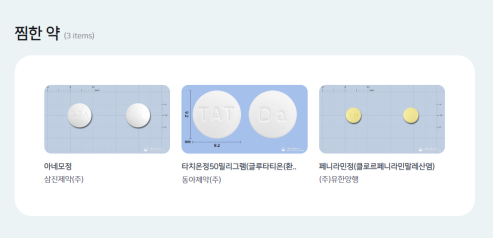 찜한 약 (3 items)
TAT Da
아네모정
삼진제약(주)
타치온정50밀리그램(글루타티온(환..
동아제약(주)
페니라민정(클로르페니라민말레산염)
(주)유한양행